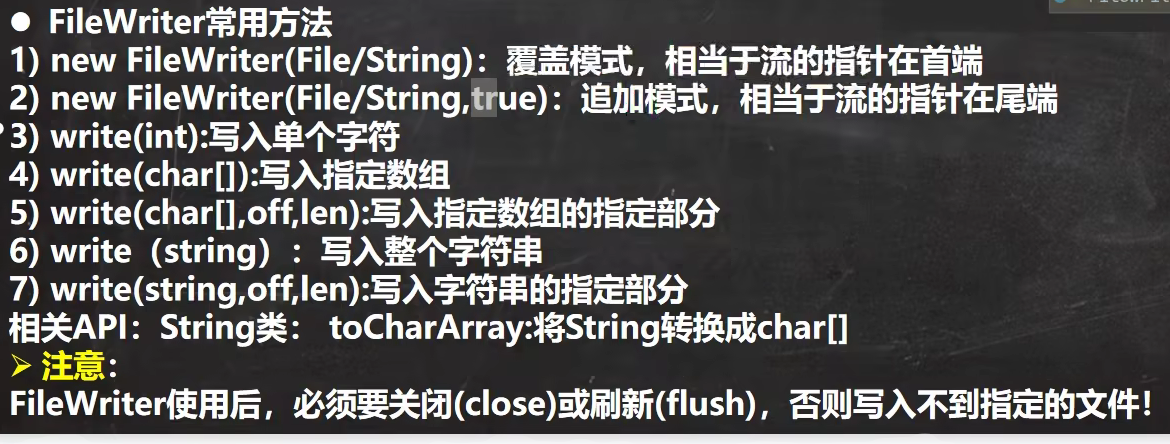 ● FileWriter常用方法
1) new FileWriter(File/String)：覆盖模式，相当于流的指针在首端
2) new FileWriter(File/String,true)：追加模式，相当于流的指针在尾端
3) write(int):写入单个字符
4) write(char[]):写入指定数组
5) write(char[],off,len):写入指定数组的指定部分
6) write（string）：写入整个字符串
7) write(string,off,len):写入字符串的指定部分
相关API：String类： toCharArray:将String转换成char[]
➢ 注意：
FileWriter使用后，必须要关闭(close)或刷新(flush)，否则写入不到指定的文件！